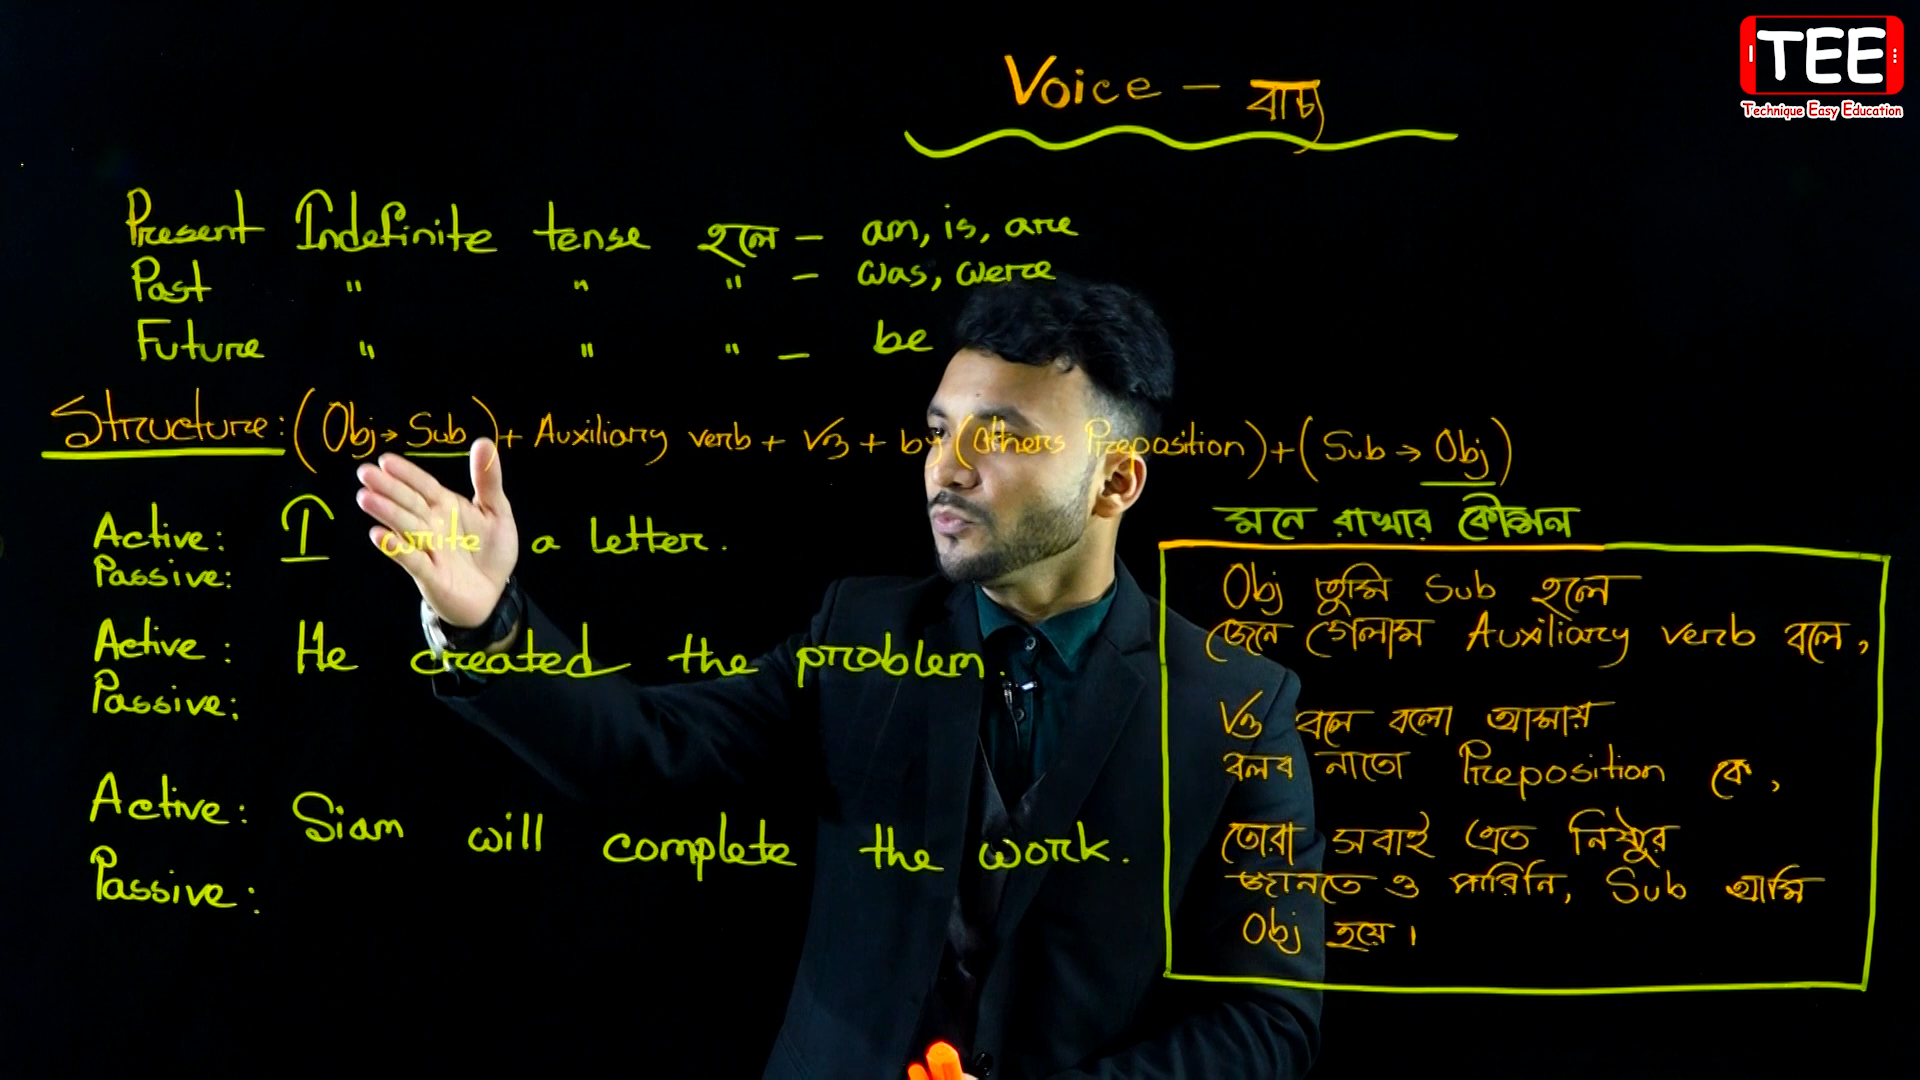 TEE
Technique Easy Education
Voice - বাচ্য
Present Indefinite tense হলে - am, is, are
Past " " " - was, were
Future " " " - be
Structure: (Obj→Sub) + Auxiliary verb + V3 + by (Others Preposition) + (Sub → Obj)
Active: I write a letter.
Passive:
Active: He created the problem.
Passive:
Active: Siam will complete the work.
Passive:
মনে রাখার কৌশল
Obj তুমি Sub হলে
জেনে গেলাম Auxiliary verb বলে,
V3 বলে বলো আমায়
বলব নাতো Preposition কে,
তোরা সবাই এত নিষ্ঠুর
জানতে ও পারিনি, Sub আমি
Obj হয়ে।